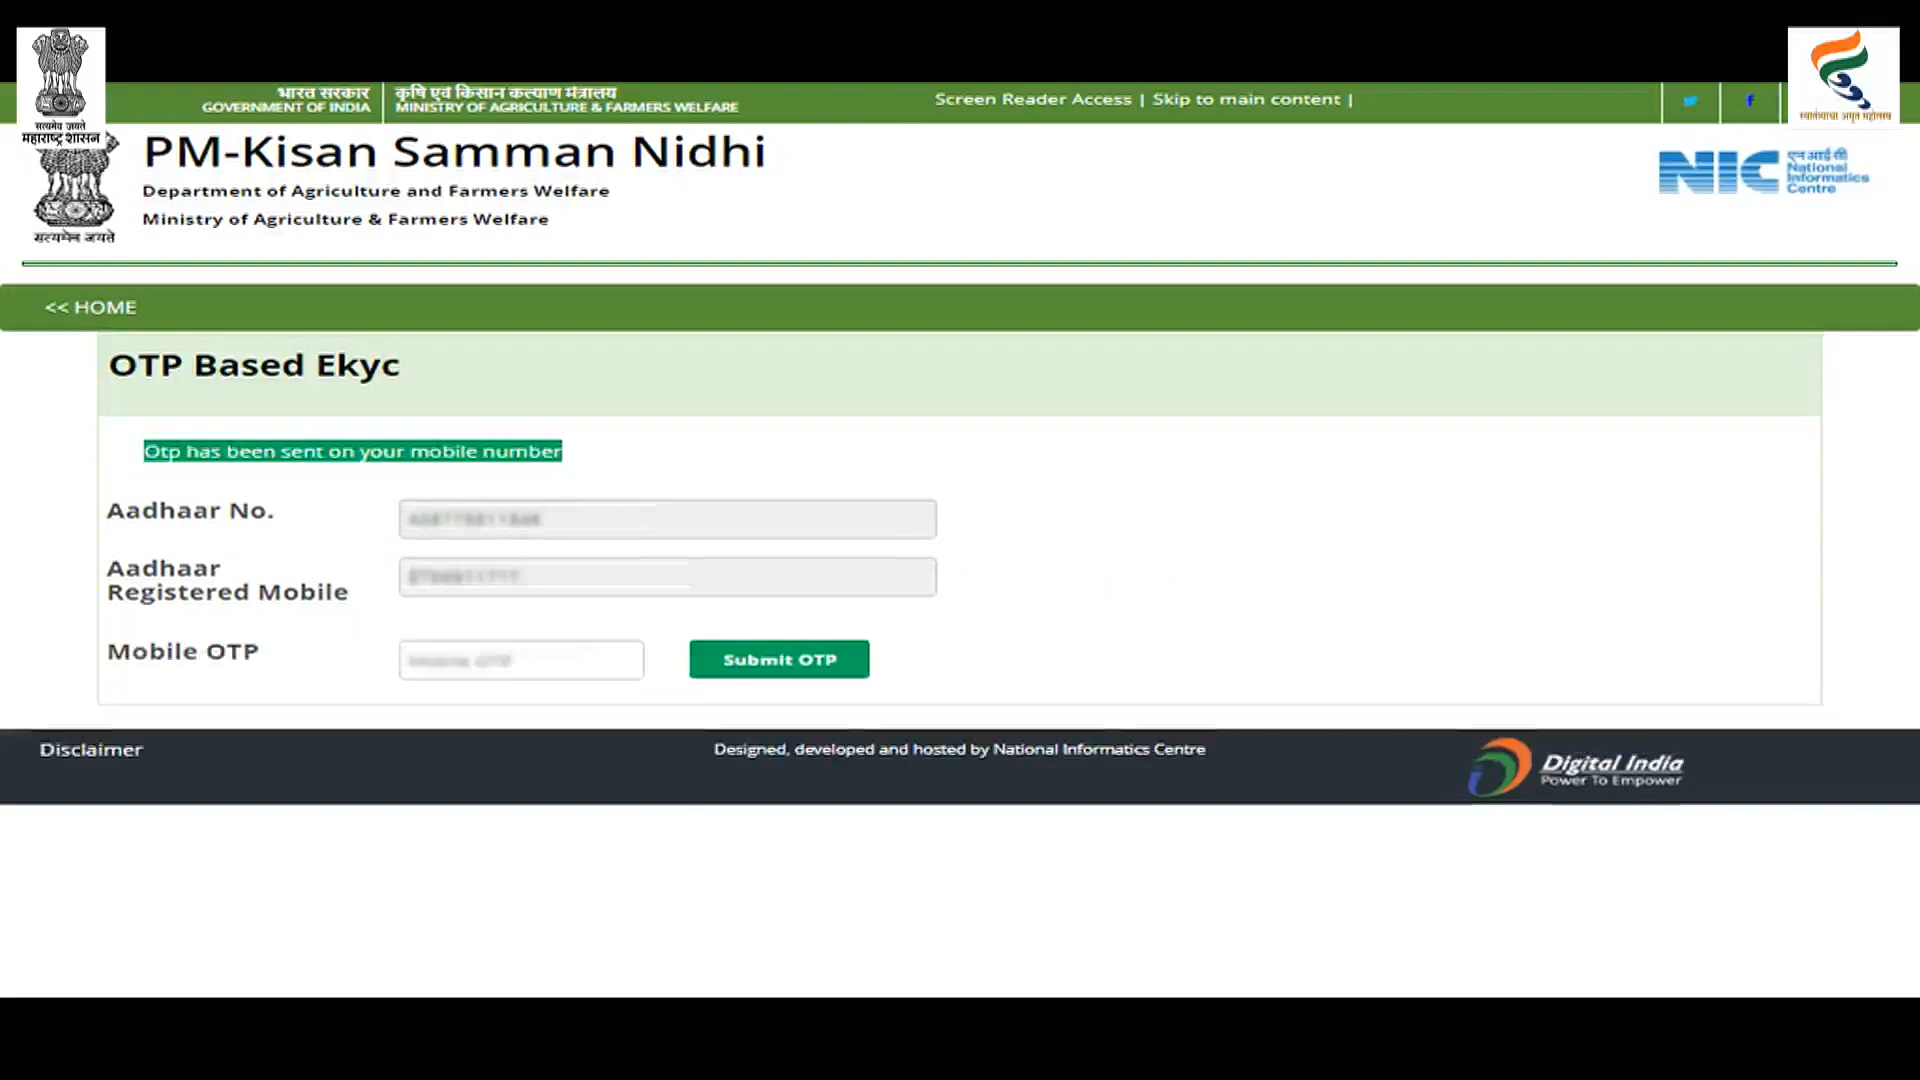 सत्यमेव जयते
महाराष्ट्र शासन
भारत सरकार
GOVERNMENT OF INDIA
कृषि एवं किसान कल्याण मंत्रालय
MINISTRY OF AGRICULTURE & FARMERS WELFARE
Screen Reader Access | Skip to main content |
स्वातंत्र्याचा अमृत महोत्सव
सत्यमेव जयते
PM-Kisan Samman Nidhi
Department of Agriculture and Farmers Welfare
Ministry of Agriculture & Farmers Welfare
NIC
एन आई सी
National
Informatics
Centre
<< HOME
OTP Based Ekyc
Otp has been sent on your mobile number
Aadhaar No.
Aadhaar
Registered Mobile
Mobile OTP
Submit OTP
Disclaimer
Designed, developed and hosted by National Informatics Centre
Digital India
Power To Empower